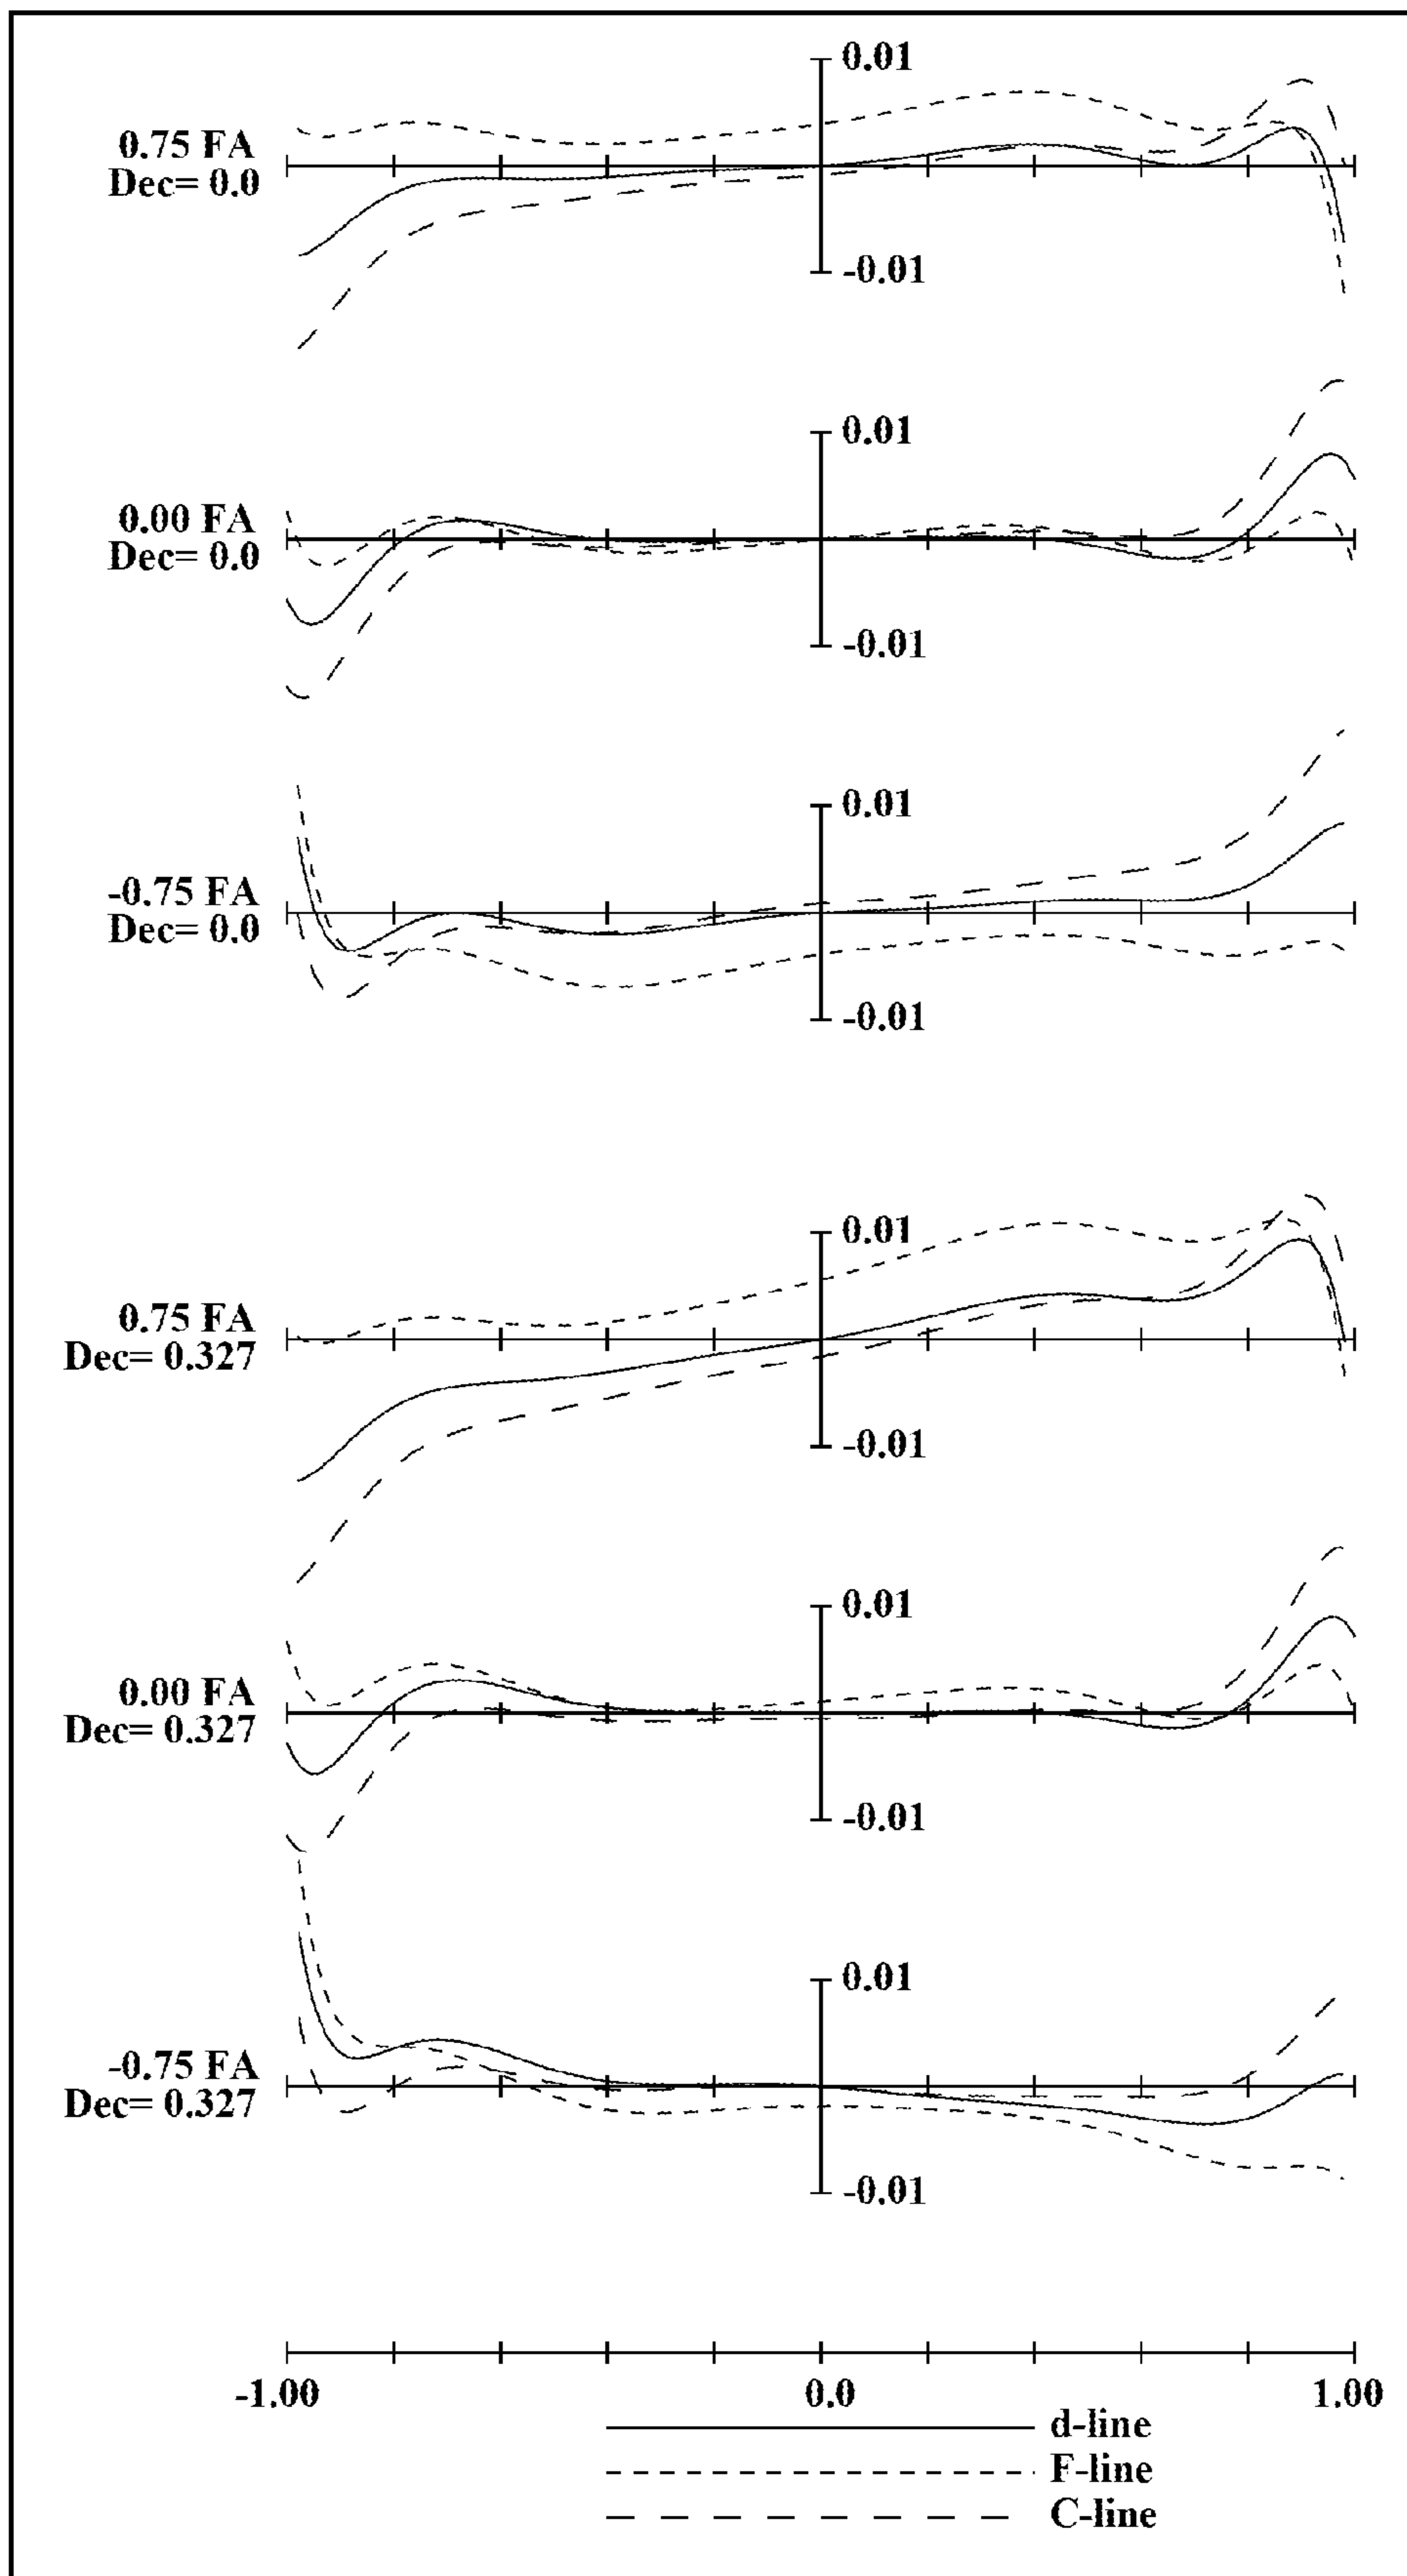 0.01
0.75 FA
Dec= 0.0
-0.01
0.01
0.00 FA
Dec= 0.0
-0.01
0.01
-0.75 FA
Dec= 0.0
-0.01
0.01
0.75 FA
Dec= 0.327
-0.01
0.01
0.00 FA
Dec= 0.327
-0.01
0.01
-0.75 FA
Dec= 0.327
-0.01
-1.00 0.0 1.00
d-line
F-line
C-line